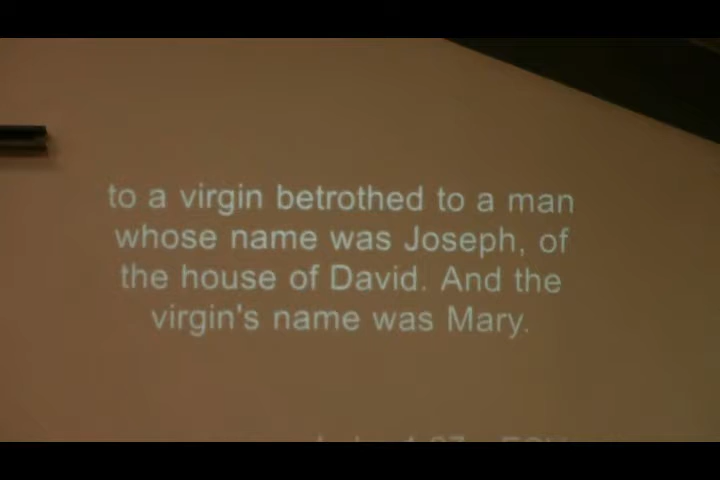 to a virgin betrothed to a man
whose name was Joseph, of
the house of David. And the
virgin's name was Mary.